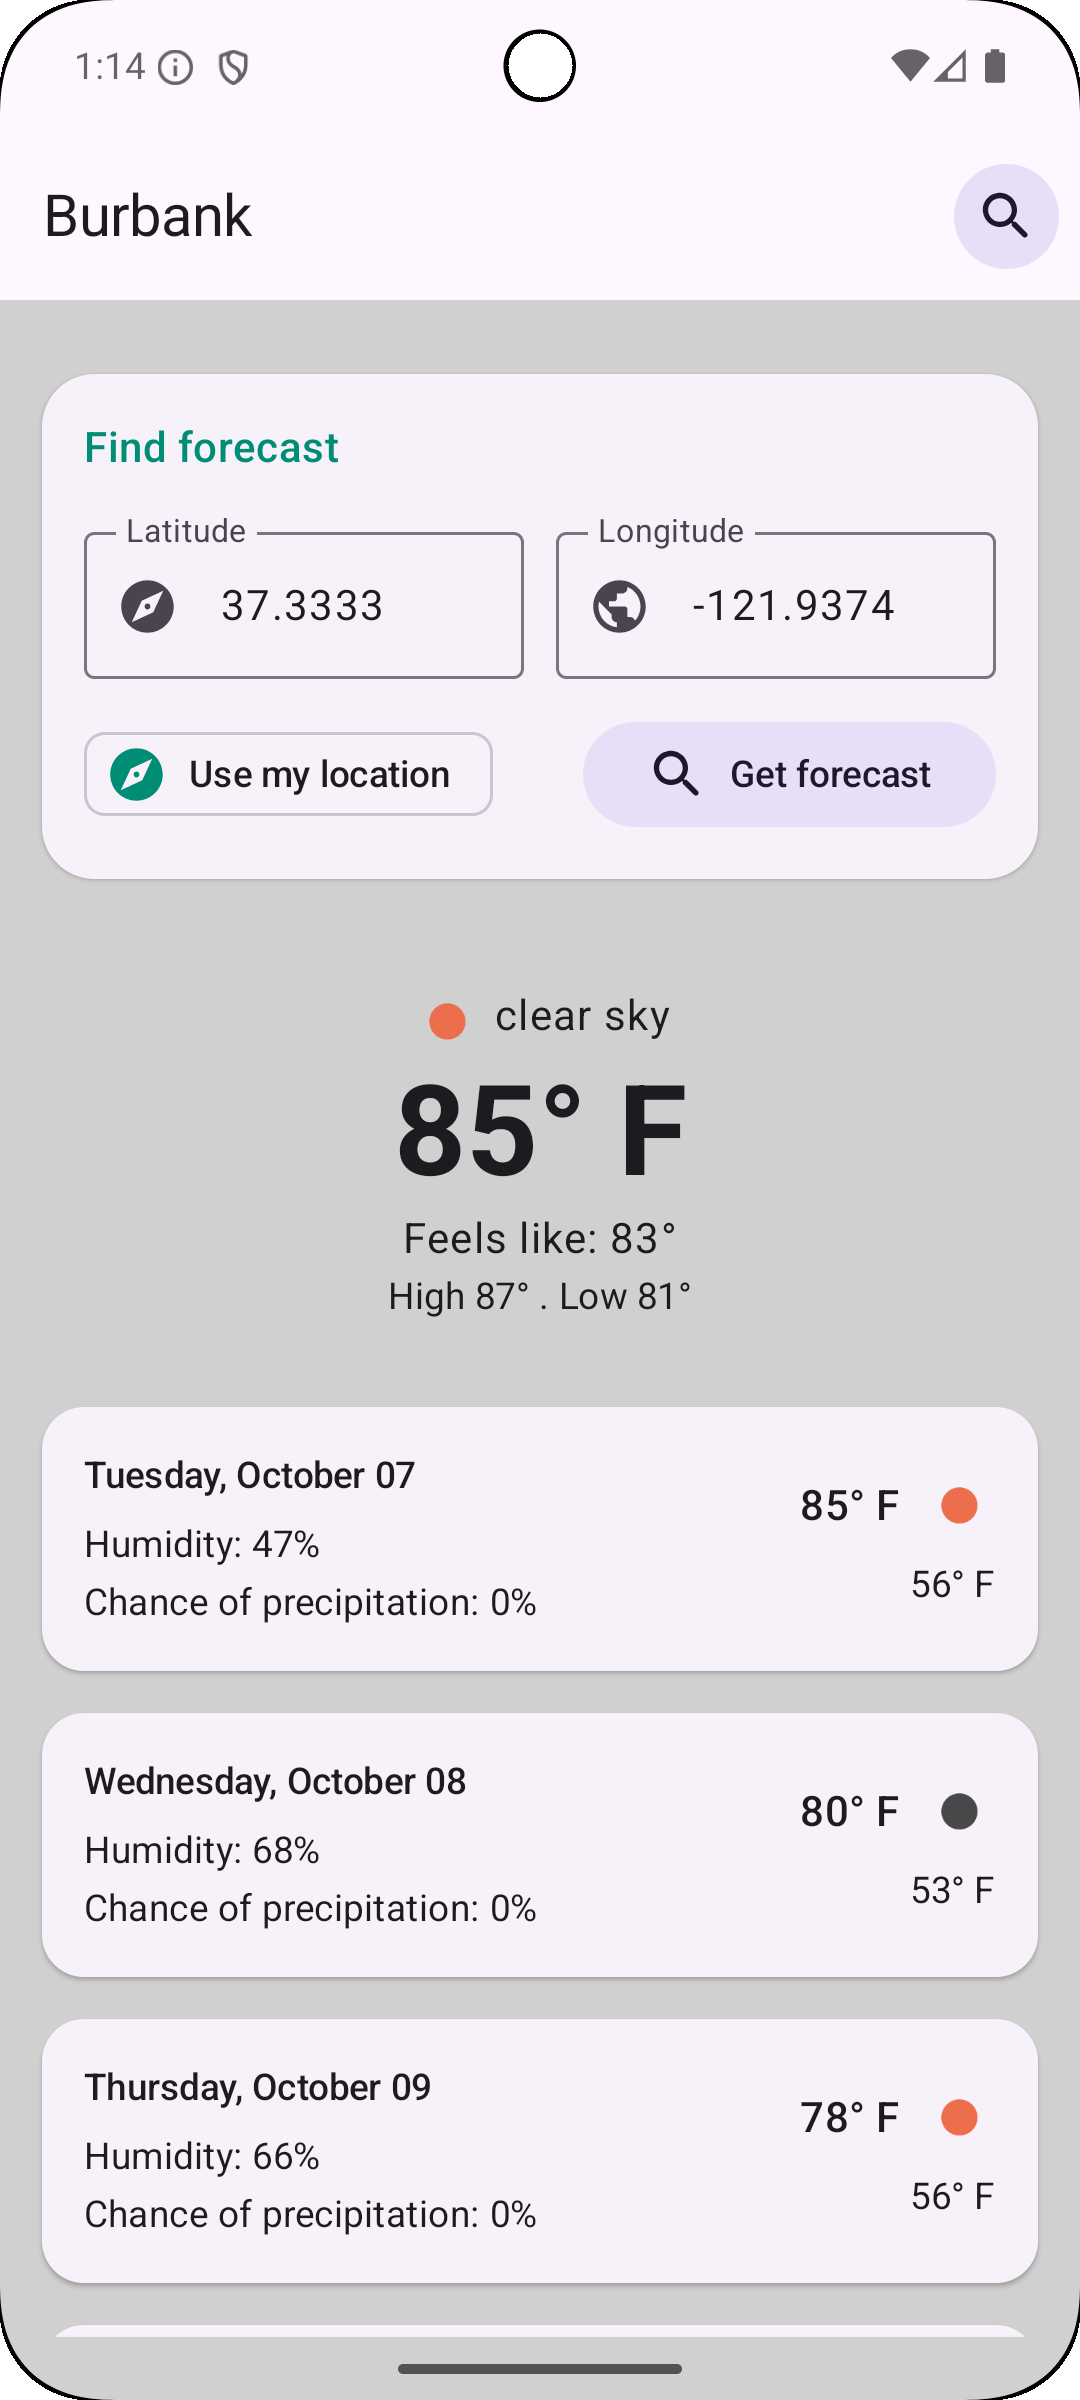 1:14
Burbank
Find forecast
Latitude
Longitude
37.3333
-121.9374
Use my location
Get forecast
clear sky
85° F
Feels like: 83°
High 87° . Low 81°
Tuesday, October 07
85° F
Humidity: 47%
56° F
Chance of precipitation: 0%
Wednesday, October 08
80° F
Humidity: 68%
53° F
Chance of precipitation: 0%
Thursday, October 09
78° F
Humidity: 66%
56° F
Chance of precipitation: 0%